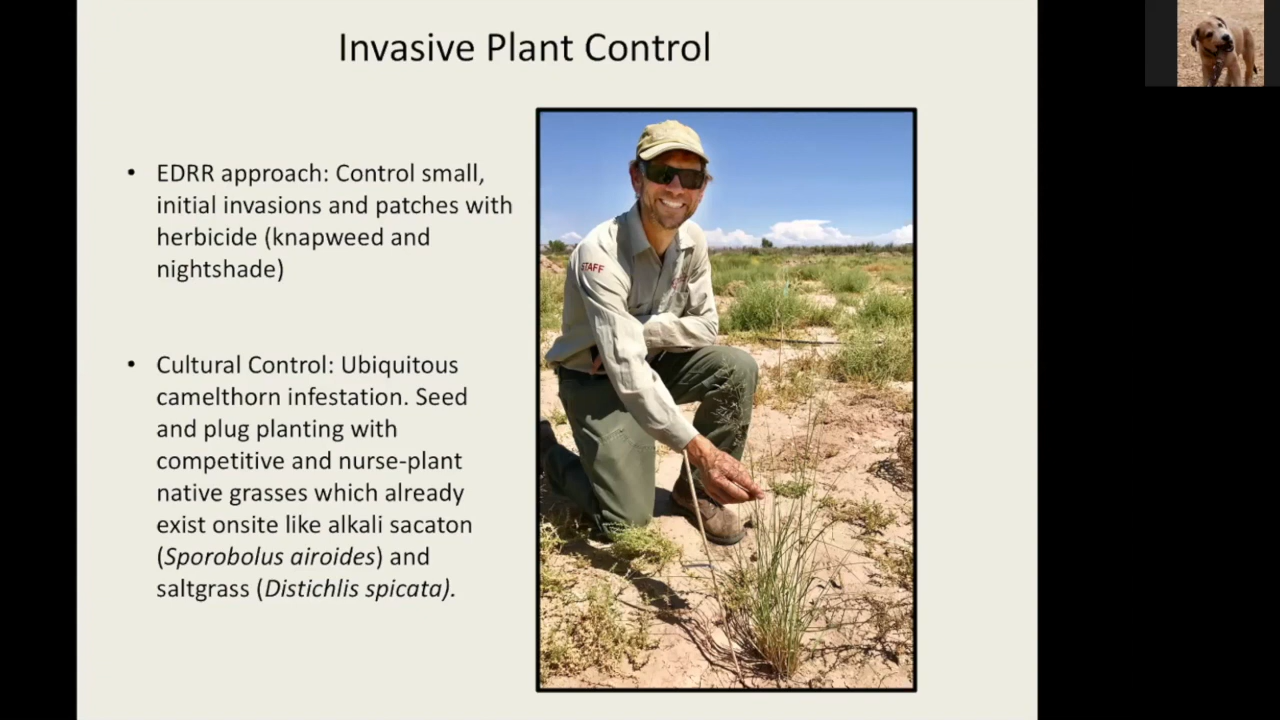 Invasive Plant Control
• EDRR approach: Control small,
initial invasions and patches with
herbicide (knapweed and
nightshade)
• Cultural Control: Ubiquitous
camelthorn infestation. Seed
and plug planting with
competitive and nurse-plant
native grasses which already
exist onsite like alkali sacaton
(Sporobolus airoides) and
saltgrass (Distichlis spicata).
STAFF